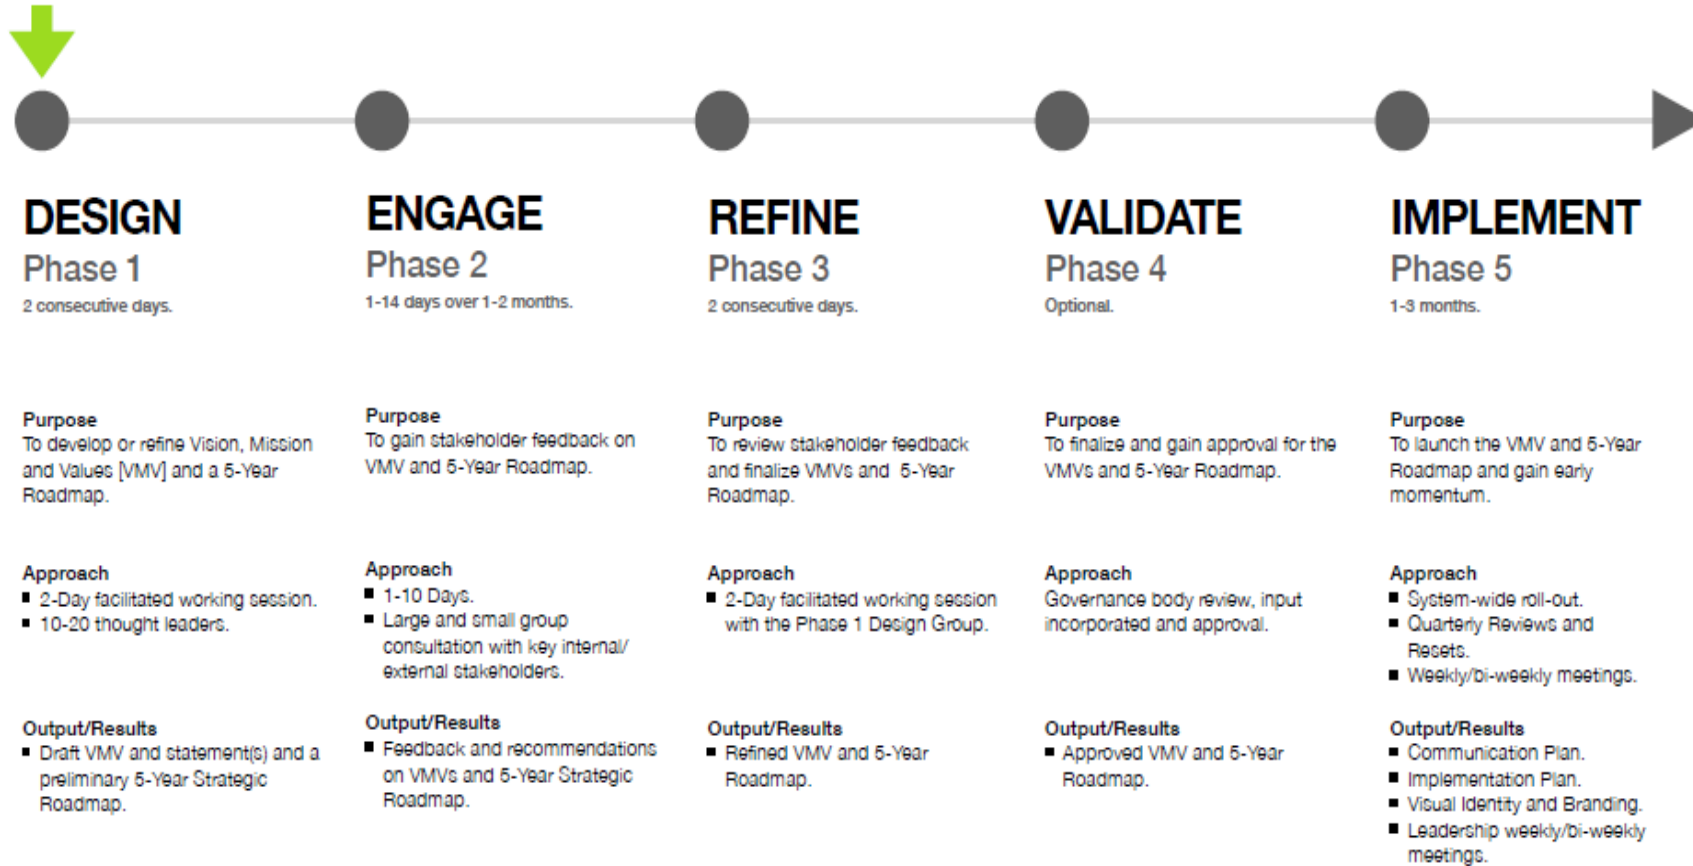 DESIGN
Phase 1
2 consecutive days.
Purpose
To develop or refine Vision, Mission
and Values [VMV] and a 5-Year
Roadmap.
Approach
■ 2-Day facilitated working session.
■ 10-20 thought leaders.
Output/Results
■ Draft VMV and statement(s) and a
preliminary 5-Year Strategic
Roadmap.
ENGAGE
Phase 2
1-14 days over 1-2 months.
Purpose
To gain stakeholder feedback on
VMV and 5-Year Roadmap.
Approach
■ 1-10 Days.
■ Large and small group
consultation with key internal/
external stakeholders.
Output/Results
■ Feedback and recommendations
on VMVs and 5-Year Strategic
Roadmap.
REFINE
Phase 3
2 consecutive days.
Purpose
To review stakeholder feedback
and finalize VMVs and 5-Year
Roadmap.
Approach
■ 2-Day facilitated working session
with the Phase 1 Design Group.
Output/Results
■ Refined VMV and 5-Year
Roadmap.
VALIDATE
Phase 4
Optional.
Purpose
To finalize and gain approval for the
VMVs and 5-Year Roadmap.
Approach
Governance body review, input
incorporated and approval.
Output/Results
■ Approved VMV and 5-Year
Roadmap.
IMPLEMENT
Phase 5
1-3 months.
Purpose
To launch the VMV and 5-Year
Roadmap and gain early
momentum.
Approach
■ System-wide roll-out.
■ Quarterly Reviews and
Resets.
■ Weekly/bi-weekly meetings.
Output/Results
■ Communication Plan.
■ Implementation Plan.
■ Visual Identity and Branding.
■ Leadership weekly/bi-weekly
meetings.